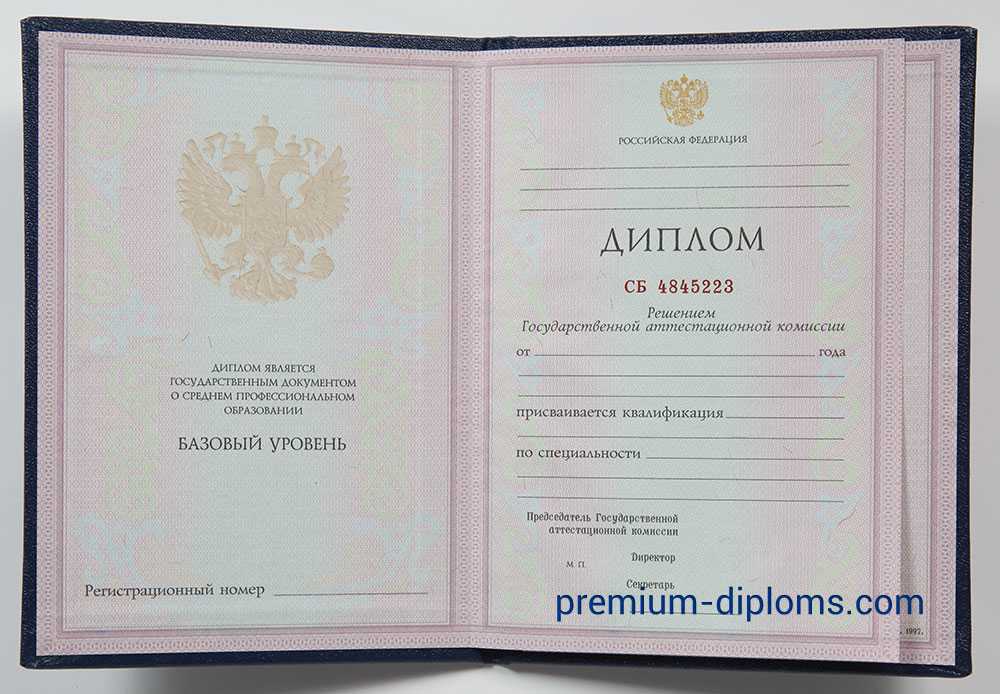 ДИПЛОМ ЯВЛЯЕТСЯ
ГОСУДАРСТВЕННЫМ ДОКУМЕНТОМ
О СРЕДНЕМ ПРОФЕССИОНАЛЬНОМ
ОБРАЗОВАНИИ
БАЗОВЫЙ УРОВЕНЬ
Регистрационный номер
РОССИЙСКАЯ ФЕДЕРАЦИЯ
ДИПЛОМ
СБ 4845223
Решением
Государственной аттестационной комиссии
от года
присваивается квалификация
по специальности
Председатель Государственной
аттестационной комиссии
Директор
М. П.
Секретарь
premium-diploms.com
1997.